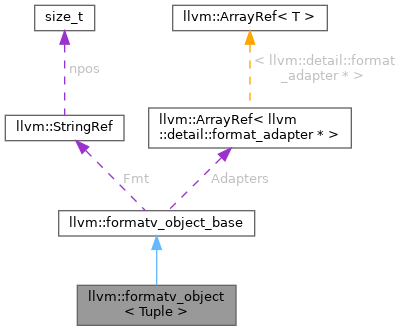 size_t
llvm::ArrayRef< T >
npos
< llvm::detail::format
_adapter * >
llvm::StringRef
llvm::ArrayRef< llvm
::detail::format_adapter * >
Fmt
Adapters
llvm::formatv_object_base
llvm::formatv_object
< Tuple >